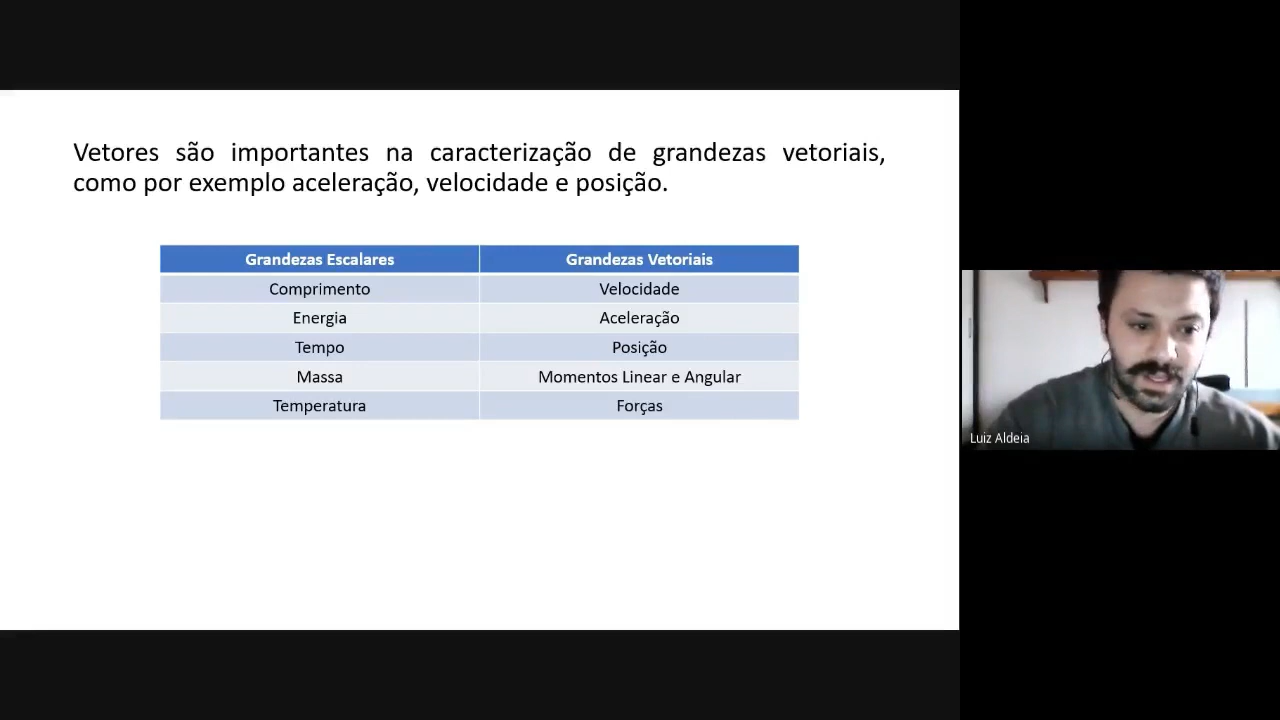 Vetores são importantes na caracterização de grandezas vetoriais,
como por exemplo aceleração, velocidade e posição.
Grandezas Escalares Grandezas Vetoriais
Comprimento Velocidade
Energia Aceleração
Tempo Posição
Massa Momentos Linear e Angular
Temperatura Forças
Luiz Aldeia